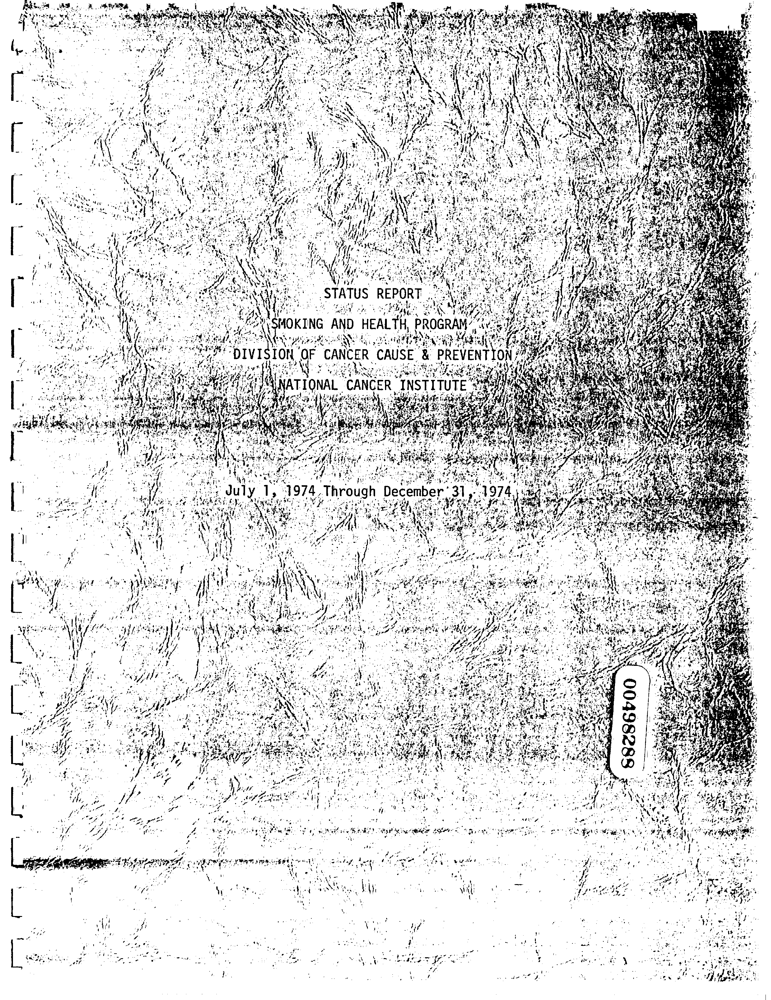 STATUS REPORT
SMOKING AND HEALTH PROGRAM
DIVISION OF CANCER CAUSE & PREVENTION
NATIONAL CANCER INSTITUTE
July 1, 1974 Through December 31, 1974
00498288